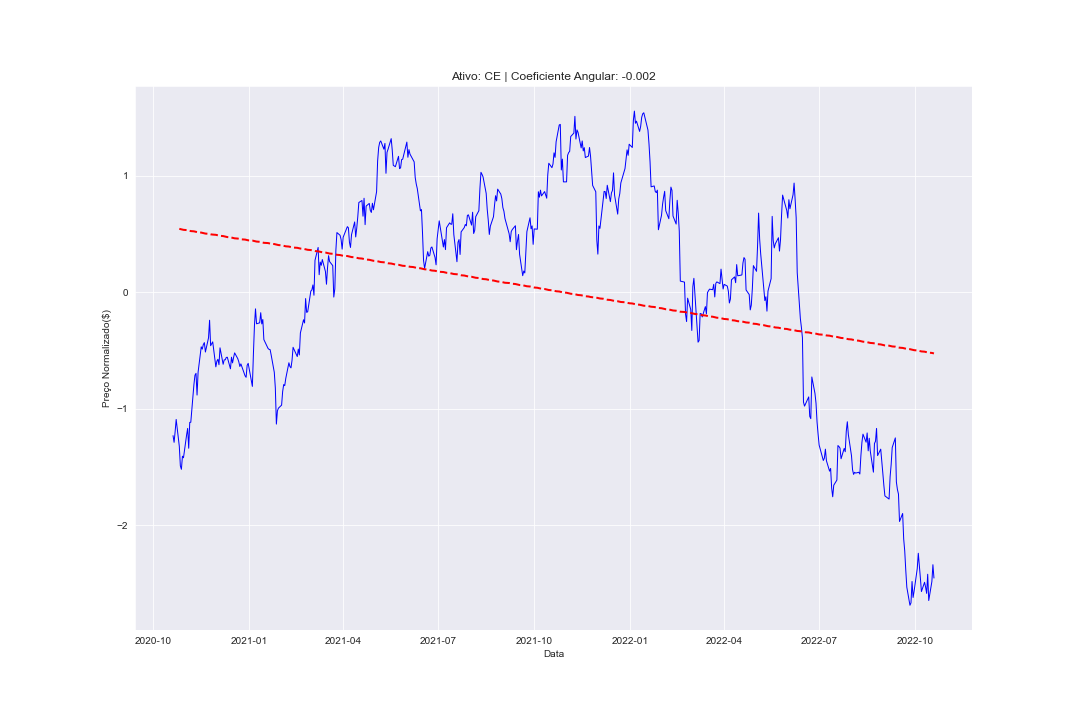 Ativo: CE | Coeficiente Angular: -0.002
Preço Normalizado($)
1
0
−1
−2
2020-10 2021-01 2021-04 2021-07 2021-10 2022-01 2022-04 2022-07 2022-10
Data